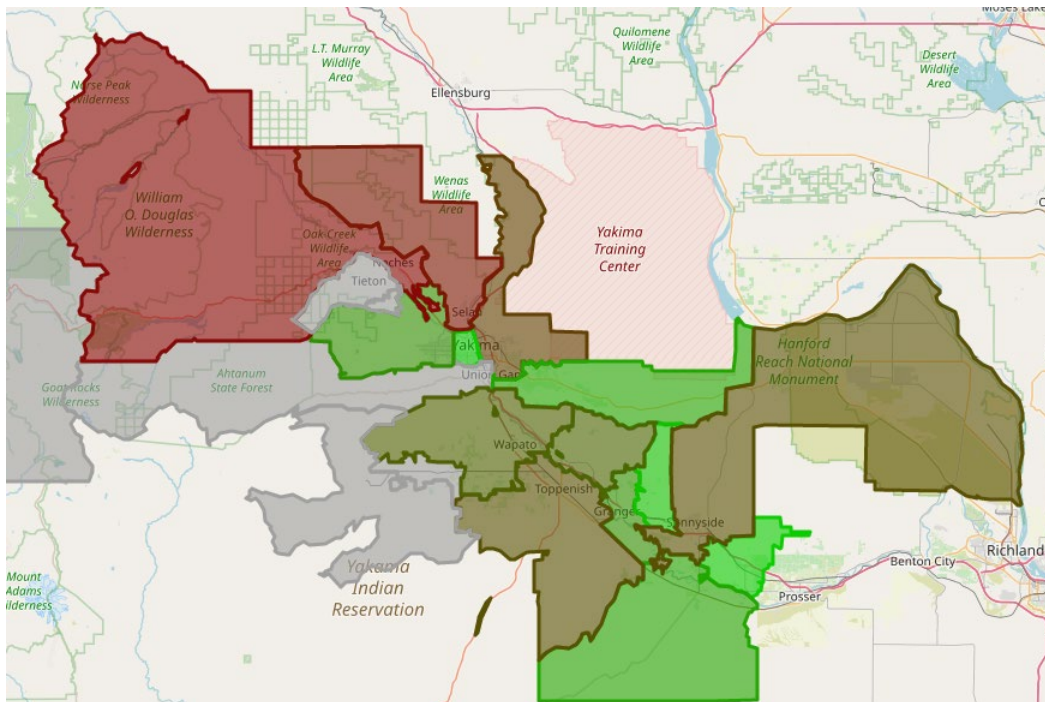 Moses Lake
Quilomene
Wildlife
Area
L.T. Murray
Wildlife
Area
Desert
Wildlife
Area
Norse Peak
Wilderness
Ellensburg
Wenas
Wildlife
Area
William
O. Douglas
Wilderness
Oak Creek
Wildlife
Area
Yakima
Training
Center
Naches
Tieton
Selah
Yakima
Hanford
Reach National
Monument
Union Gap
Goat Rocks
Wilderness
Ahtanum
State Forest
Wapato
Toppenish
Granger
Sunnyside
Richland
Benton City
Yakama
Indian
Reservation
Mount
Adams
Wilderness
Prosser